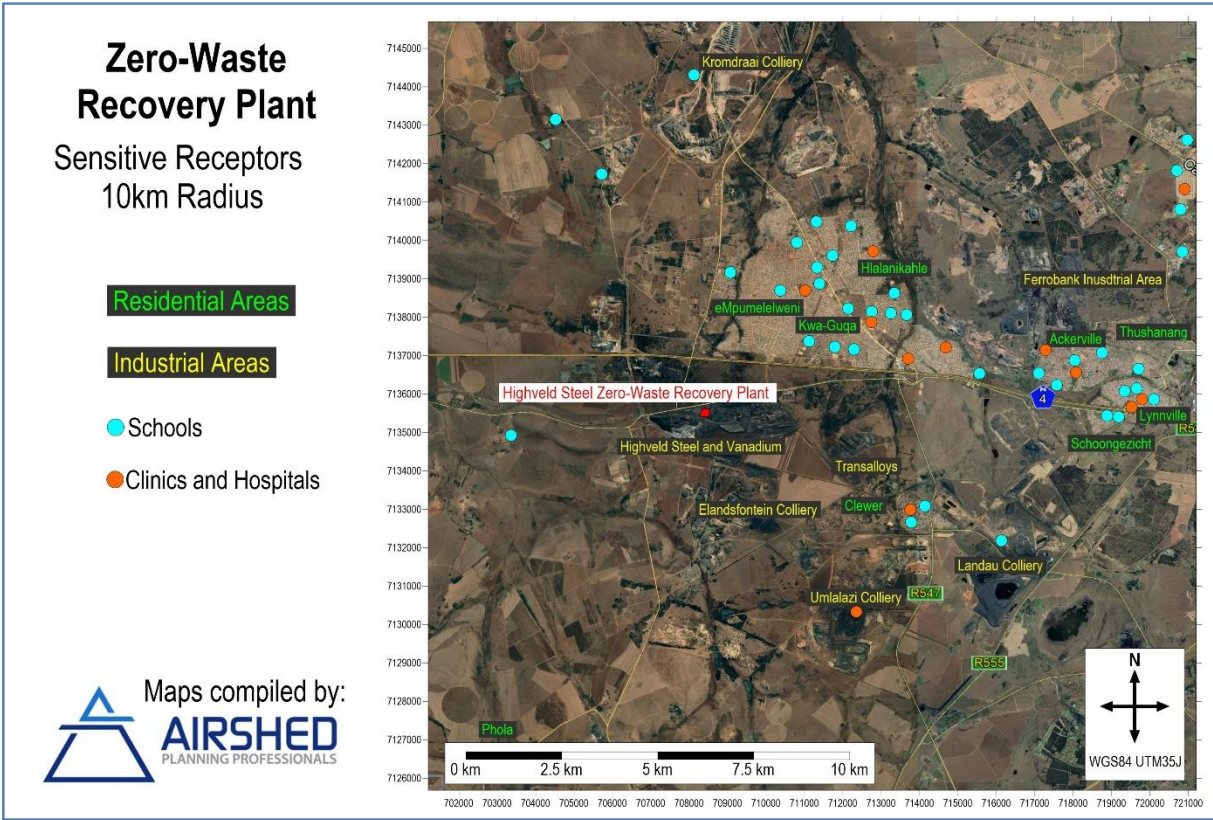 Zero-Waste
Recovery Plant
Sensitive Receptors
10km Radius
Residential Areas
Industrial Areas
Schools
Clinics and Hospitals
Maps compiled by:
AIRSHED
PLANNING PROFESSIONALS
7145000
7144000
7143000
7142000
7141000
7140000
7139000
7138000
7137000
7136000
7135000
7134000
7133000
7132000
7131000
7130000
7129000
7128000
7127000
7126000
Kromdraai Colliery
Hlalanikahle
Ferrobank Inusdtrial Area
eMpumelelweni
Kwa-Guqa
Thushanang
Ackerville
Highveld Steel Zero-Waste Recovery Plant
N
4
Lynnville
R5
Highveld Steel and Vanadium
Schoongezicht
Transalloys
Elandsfontein Colliery
Clewer
Landau Colliery
Umlalazi Colliery
R547
R555
Phola
N
WGS84 UTM35J
0 km 2.5 km 5 km 7.5 km 10 km
702000 703000 704000 705000 706000 707000 708000 709000 710000 711000 712000 713000 714000 715000 716000 717000 718000 719000 720000 721000